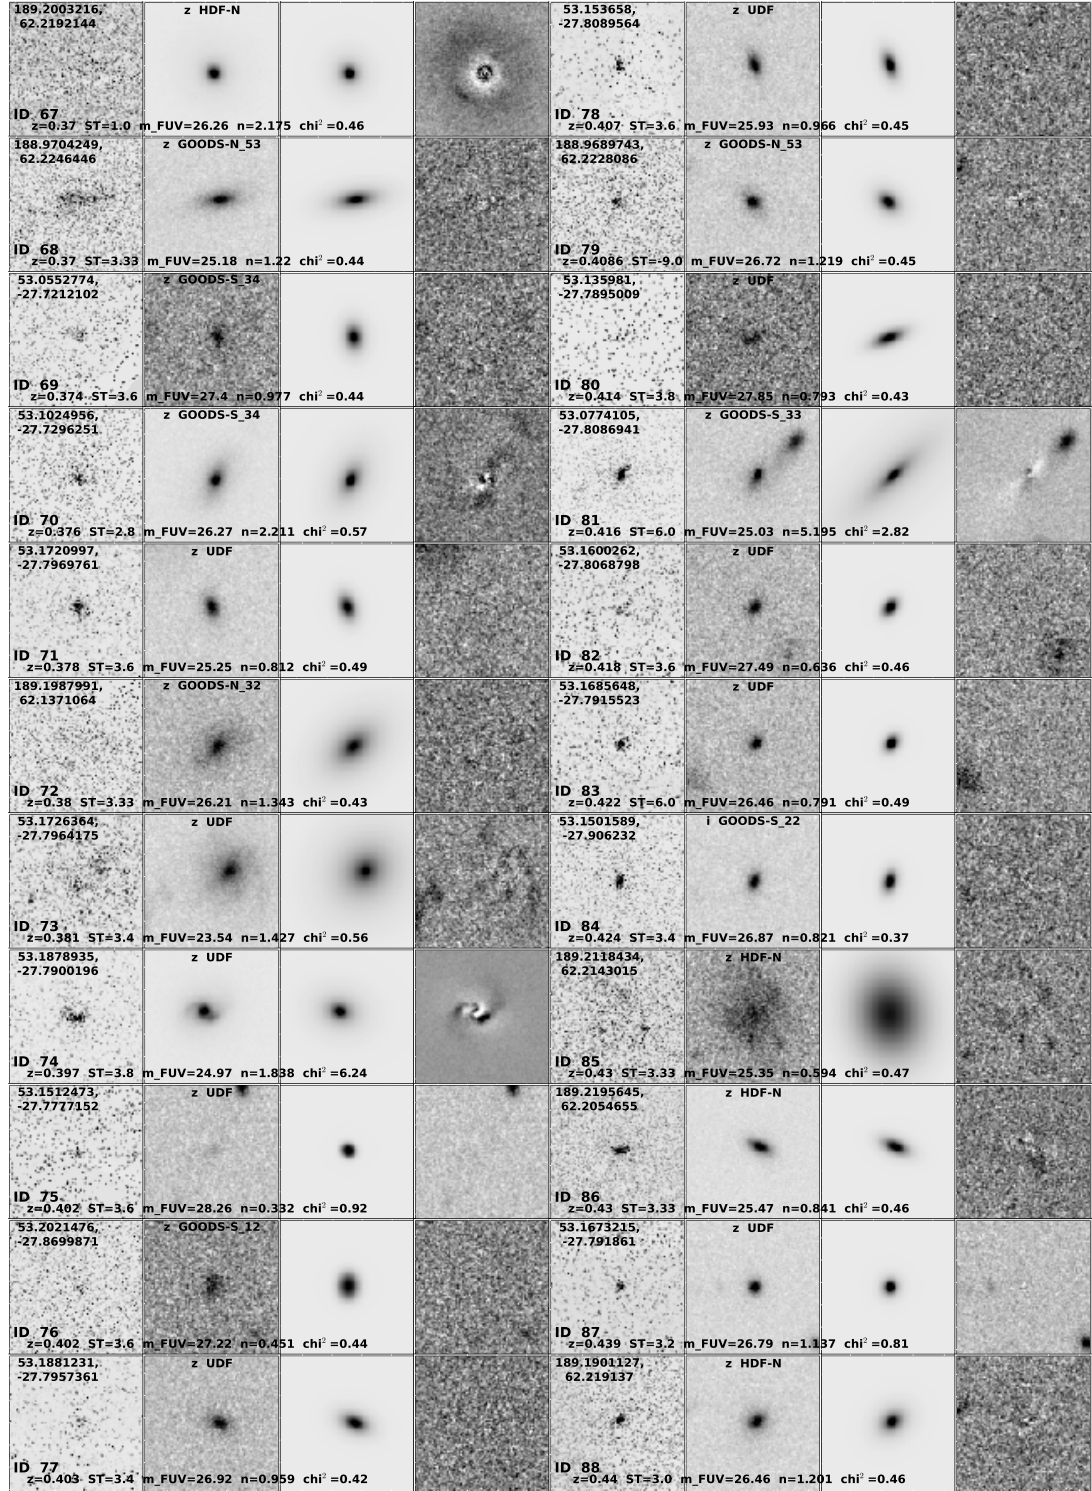 189.2003216,
62.2192144
z HDF-N
ID 67
z=0.37 ST=1.0 m_FUV=26.26 n=2.175 chi²=0.46
53.153658,
-27.8089564
z UDF
ID 78
z=0.407 ST=3.6 m_FUV=25.93 n=0.966 chi²=0.45
188.9704249,
62.2246446
z GOODS-N_53
ID 68
z=0.37 ST=3.33 m_FUV=25.18 n=1.22 chi²=0.44
188.9689743,
62.2228086
z GOODS-N_53
ID 79
z=0.4086 ST=-9.0 m_FUV=26.72 n=1.219 chi²=0.45
53.0552774,
-27.7212102
z GOODS-S_34
ID 69
z=0.374 ST=3.6 m_FUV=27.4 n=0.977 chi²=0.44
53.135981,
-27.7895009
z UDF
ID 80
z=0.414 ST=3.8 m_FUV=27.85 n=0.793 chi²=0.43
53.1024956,
-27.7296251
z GOODS-S_34
ID 70
z=0.376 ST=2.8 m_FUV=26.27 n=2.211 chi²=0.57
53.0774105,
-27.8086941
z GOODS-S_33
ID 81
z=0.416 ST=6.0 m_FUV=25.03 n=5.195 chi²=2.82
53.1720997,
-27.7969761
z UDF
ID 71
z=0.378 ST=3.6 m_FUV=25.25 n=0.812 chi²=0.49
53.1600262,
-27.8068798
z UDF
ID 82
z=0.418 ST=3.6 m_FUV=27.49 n=0.636 chi²=0.46
189.1987991,
62.1371064
z GOODS-N_32
ID 72
z=0.38 ST=3.33 m_FUV=26.21 n=1.343 chi²=0.43
53.1685648,
-27.7915523
z UDF
ID 83
z=0.422 ST=6.0 m_FUV=26.46 n=0.791 chi²=0.49
53.1726364,
-27.7964175
z UDF
ID 73
z=0.381 ST=3.4 m_FUV=23.54 n=1.427 chi²=0.56
53.1501589,
-27.906232
i GOODS-S_22
ID 84
z=0.424 ST=3.4 m_FUV=26.87 n=0.821 chi²=0.37
53.1878935,
-27.7900196
z UDF
ID 74
z=0.397 ST=3.8 m_FUV=24.97 n=1.838 chi²=6.24
189.2118434,
62.2143015
z HDF-N
ID 85
z=0.43 ST=3.33 m_FUV=25.35 n=0.594 chi²=0.47
53.1512473,
-27.7777152
z UDF
ID 75
z=0.402 ST=3.6 m_FUV=28.26 n=0.332 chi²=0.92
189.2195645,
62.2054655
z HDF-N
ID 86
z=0.43 ST=3.33 m_FUV=25.47 n=0.841 chi²=0.46
53.2021476,
-27.8699871
z GOODS-S_12
ID 76
z=0.402 ST=3.6 m_FUV=27.22 n=0.451 chi²=0.44
53.1673215,
-27.791861
z UDF
ID 87
z=0.439 ST=3.2 m_FUV=26.79 n=1.137 chi²=0.81
53.1881231,
-27.7957361
z UDF
ID 77
z=0.403 ST=3.4 m_FUV=26.92 n=0.959 chi²=0.42
189.1901127,
62.219137
z HDF-N
ID 88
z=0.44 ST=3.0 m_FUV=26.46 n=1.201 chi²=0.46